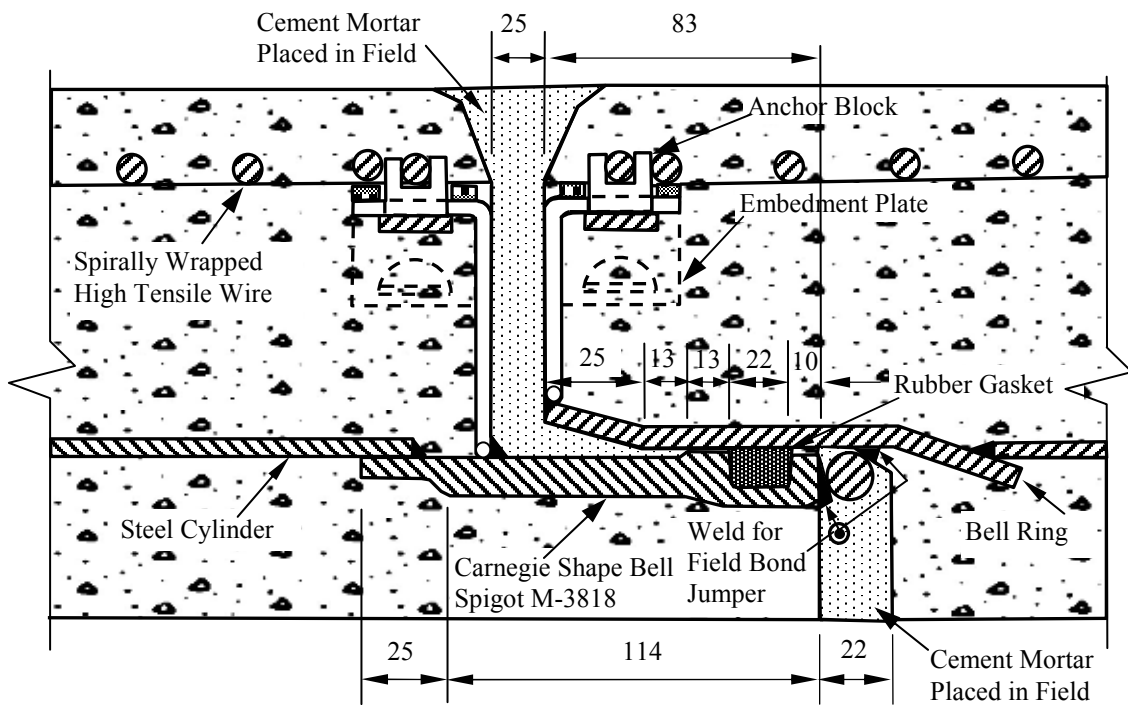 Cement Mortar
Placed in Field
25
83
Anchor Block
Embedment Plate
Spirally Wrapped
High Tensile Wire
25
13
13
22
10
Rubber Gasket
Steel Cylinder
Carnegie Shape Bell
Spigot M-3818
Weld for
Field Bond
Jumper
Bell Ring
25
114
22
Cement Mortar
Placed in Field